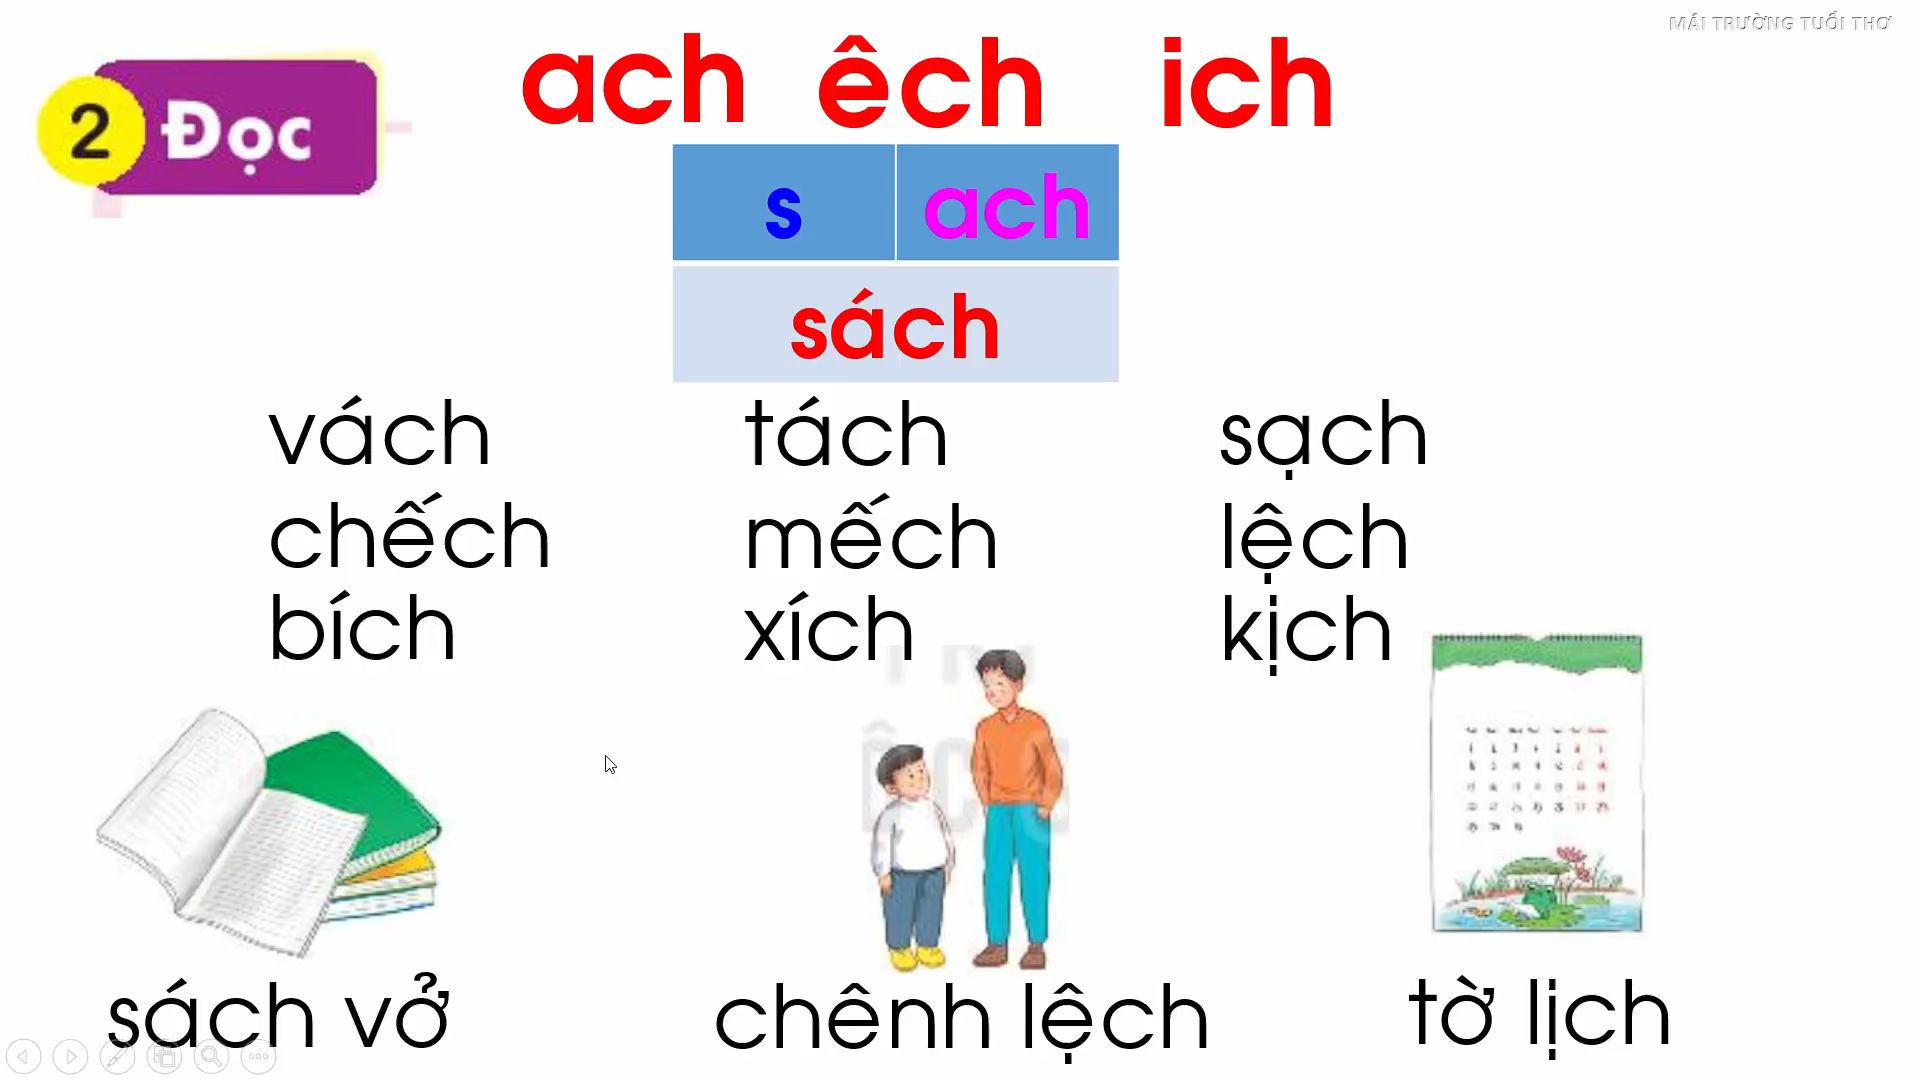 MÁI TRƯỜNG TUỔI THƠ
2 Đọc
ach êch ich
s ach
sách
vách tách sạch
chếch mếch lệch
bích xích kịch
sách vở chênh lệch tờ lịch